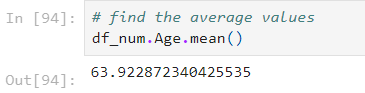 In [94]:
# find the average values
df_num.Age.mean()
Out[94]:
63.922872340425535